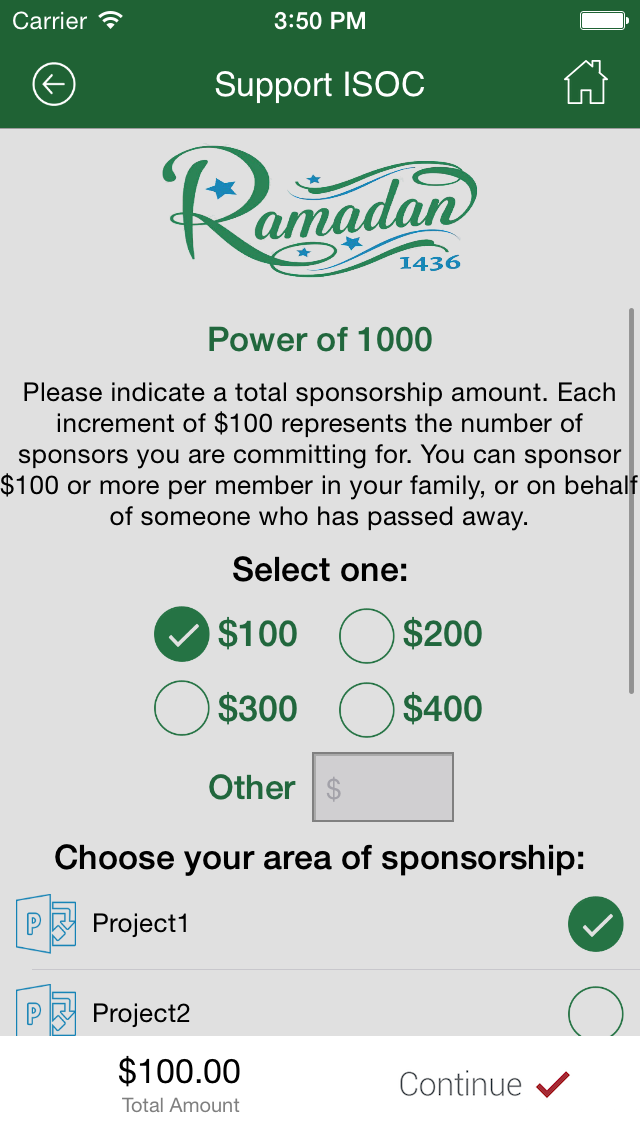 Carrier 3:50 PM
Support ISOC
Ramadan
1436
Power of 1000
Please indicate a total sponsorship amount. Each
increment of $100 represents the number of
sponsors you are committing for. You can sponsor
$100 or more per member in your family, or on behalf
of someone who has passed away.
Select one:
$100 $200
$300 $400
Other $
Choose your area of sponsorship:
P Project1
P Project2
$100.00
Total Amount
Continue